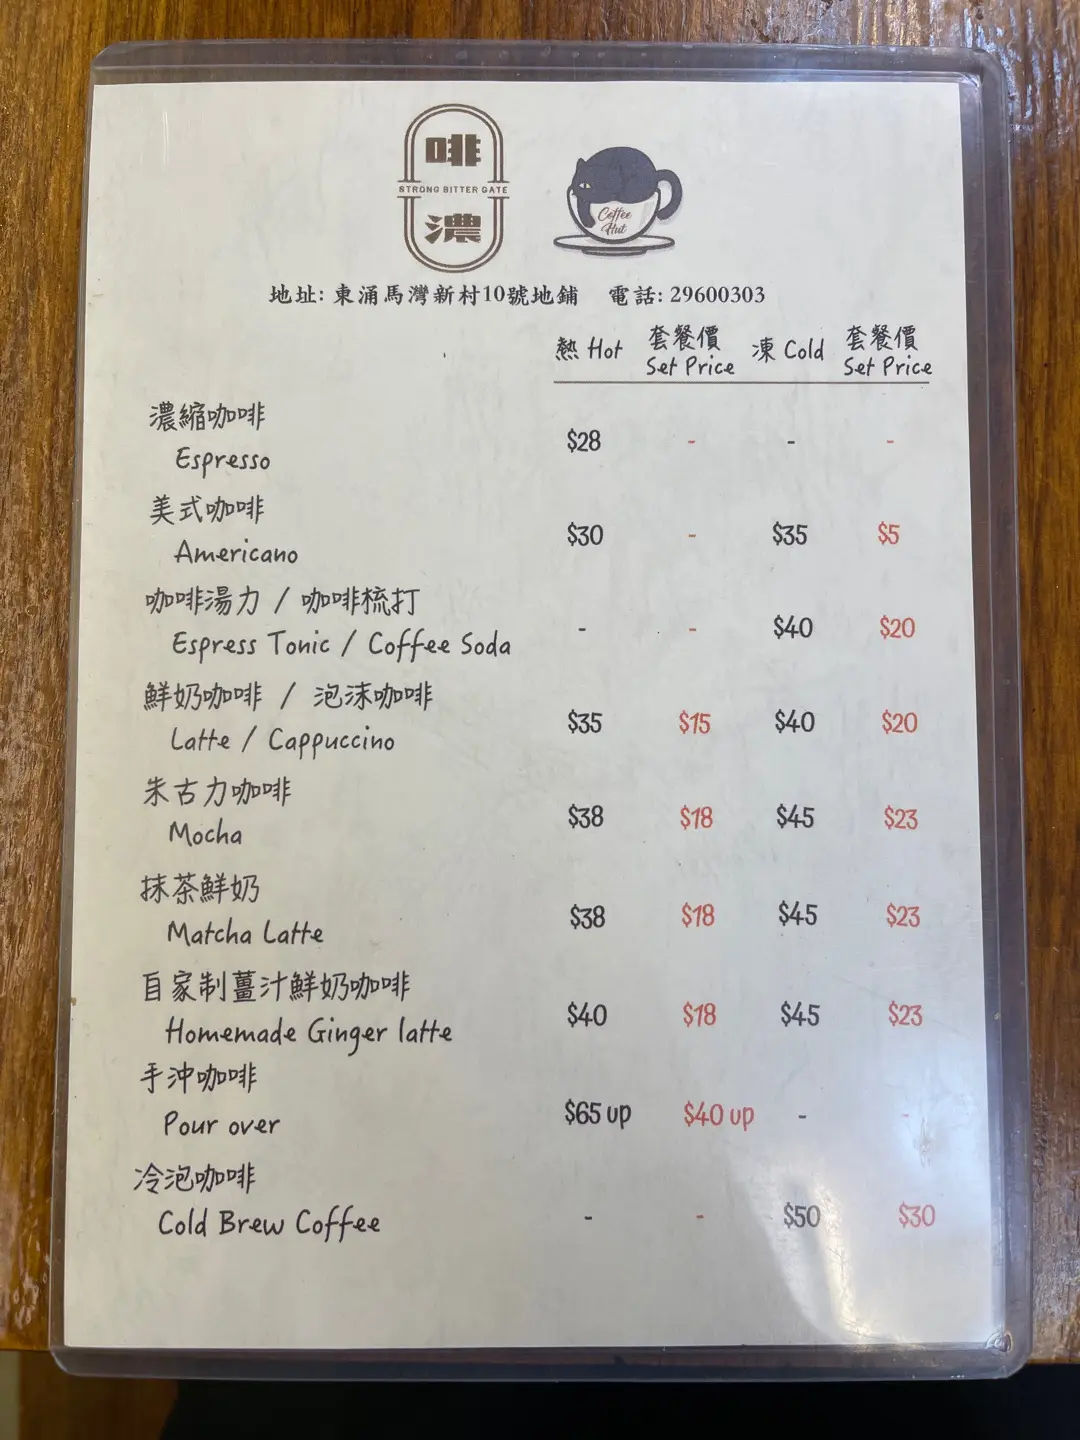 啡
STRONG BITTER GATE
濃
Coffee
Hut
地址: 東涌馬灣新村10號地鋪 電話: 29600303
熱 Hot 套餐價 Set Price 凍 Cold 套餐價 Set Price
濃縮咖啡
Espresso $28 - - -
美式咖啡
Americano $30 - $35 $5
咖啡湯力 / 咖啡梳打
Espress Tonic / Coffee Soda - - $40 $20
鮮奶咖啡 / 泡沫咖啡
Latte / Cappuccino $35 $15 $40 $20
朱古力咖啡
Mocha $38 $18 $45 $23
抹茶鮮奶
Matcha Latte $38 $18 $45 $23
自家制薑汁鮮奶咖啡
Homemade Ginger latte $40 $18 $45 $23
手沖咖啡
Pour over $65 up $40 up - -
冷泡咖啡
Cold Brew Coffee - - $50 $30